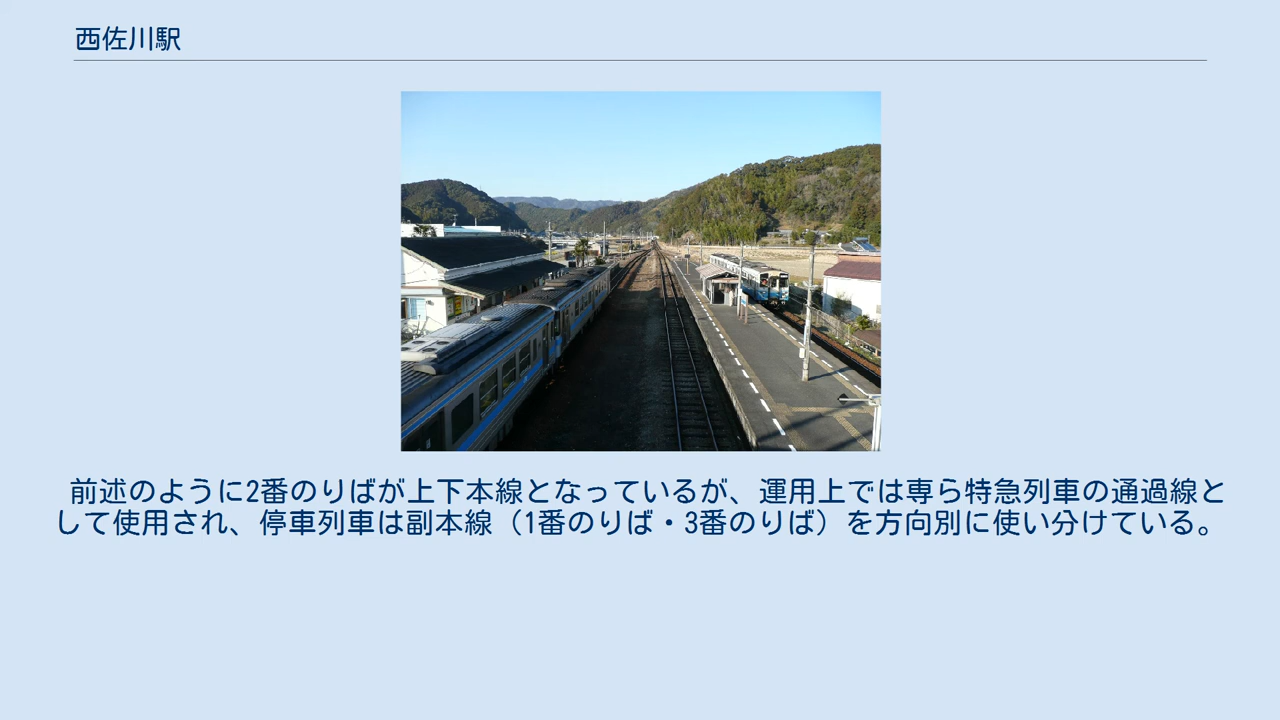 西佐川駅
前述のように2番のりばが上下本線となっているが、運用上では専ら特急列車の通過線と
して使用され、停車列車は副本線（1番のりば・3番のりば）を方向別に使い分けている。